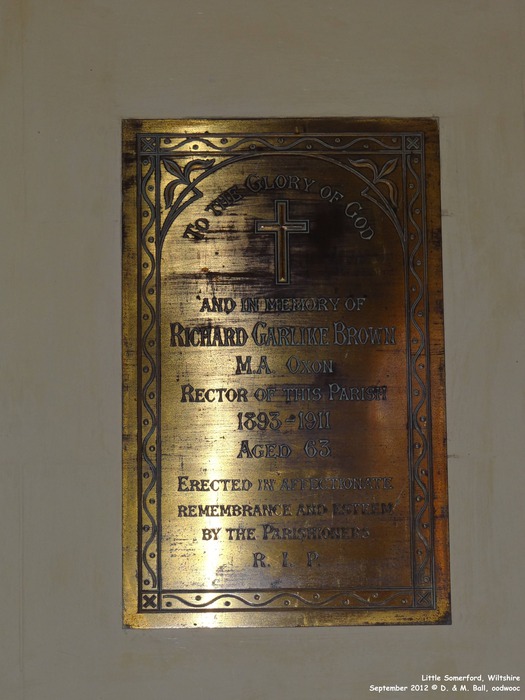 TO THE GLORY OF GOD
AND IN MEMORY OF
RICHARD GARLIKE BROWN
M.A. OXON
RECTOR OF THIS PARISH
1893-1911
AGED 63
ERECTED IN AFFECTIONATE
REMEMBRANCE AND ESTEEM
BY THE PARISHIONERS
R. I. P.
Little Somerford, Wiltshire
September 2012 © D. & M. Ball, oodwooc